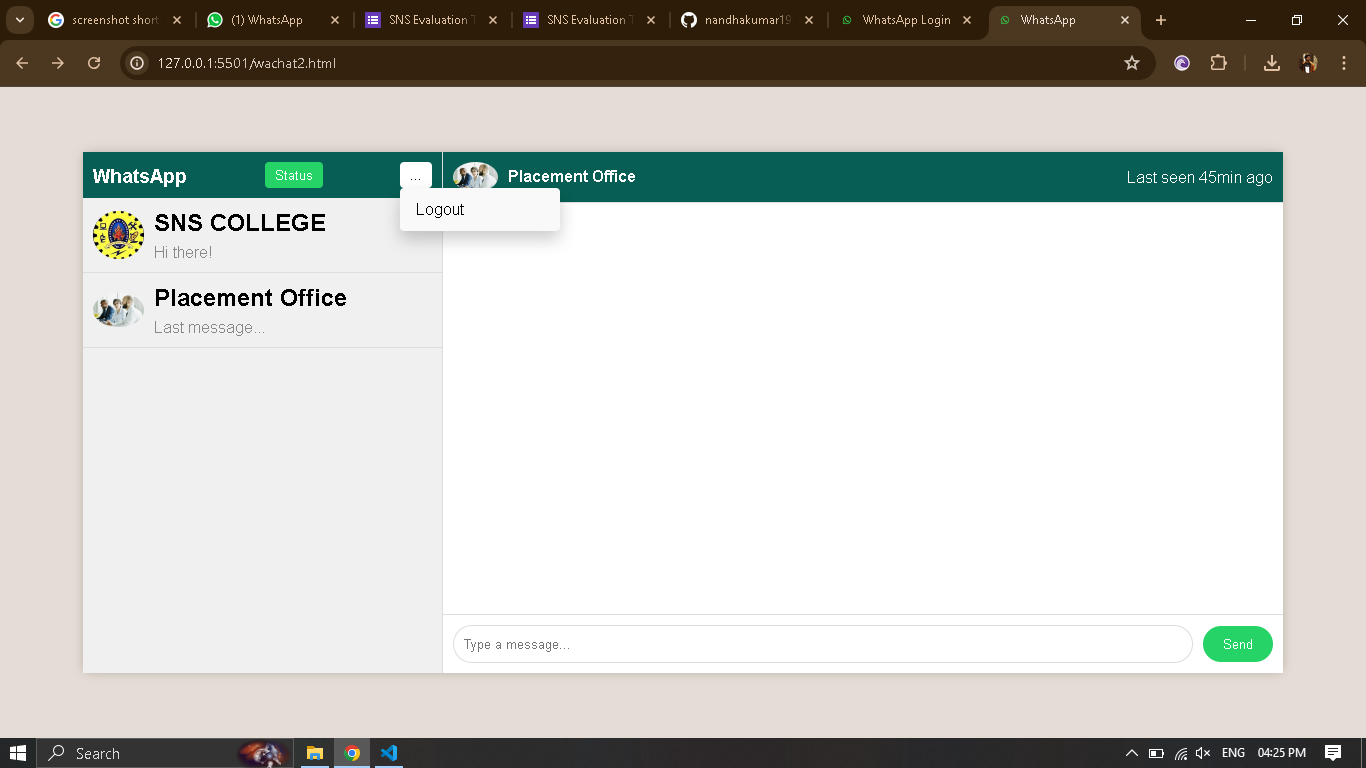 screenshot short
(1) WhatsApp
SNS Evaluation T
SNS Evaluation T
nandhakumar19
WhatsApp Login
WhatsApp
127.0.0.1:5501/wachat2.html
WhatsApp
Status
...
Placement Office
Last seen 45min ago
Logout
SNS COLLEGE
Hi there!
Placement Office
Last message...
Type a message...
Send
Search
ENG
04:25 PM